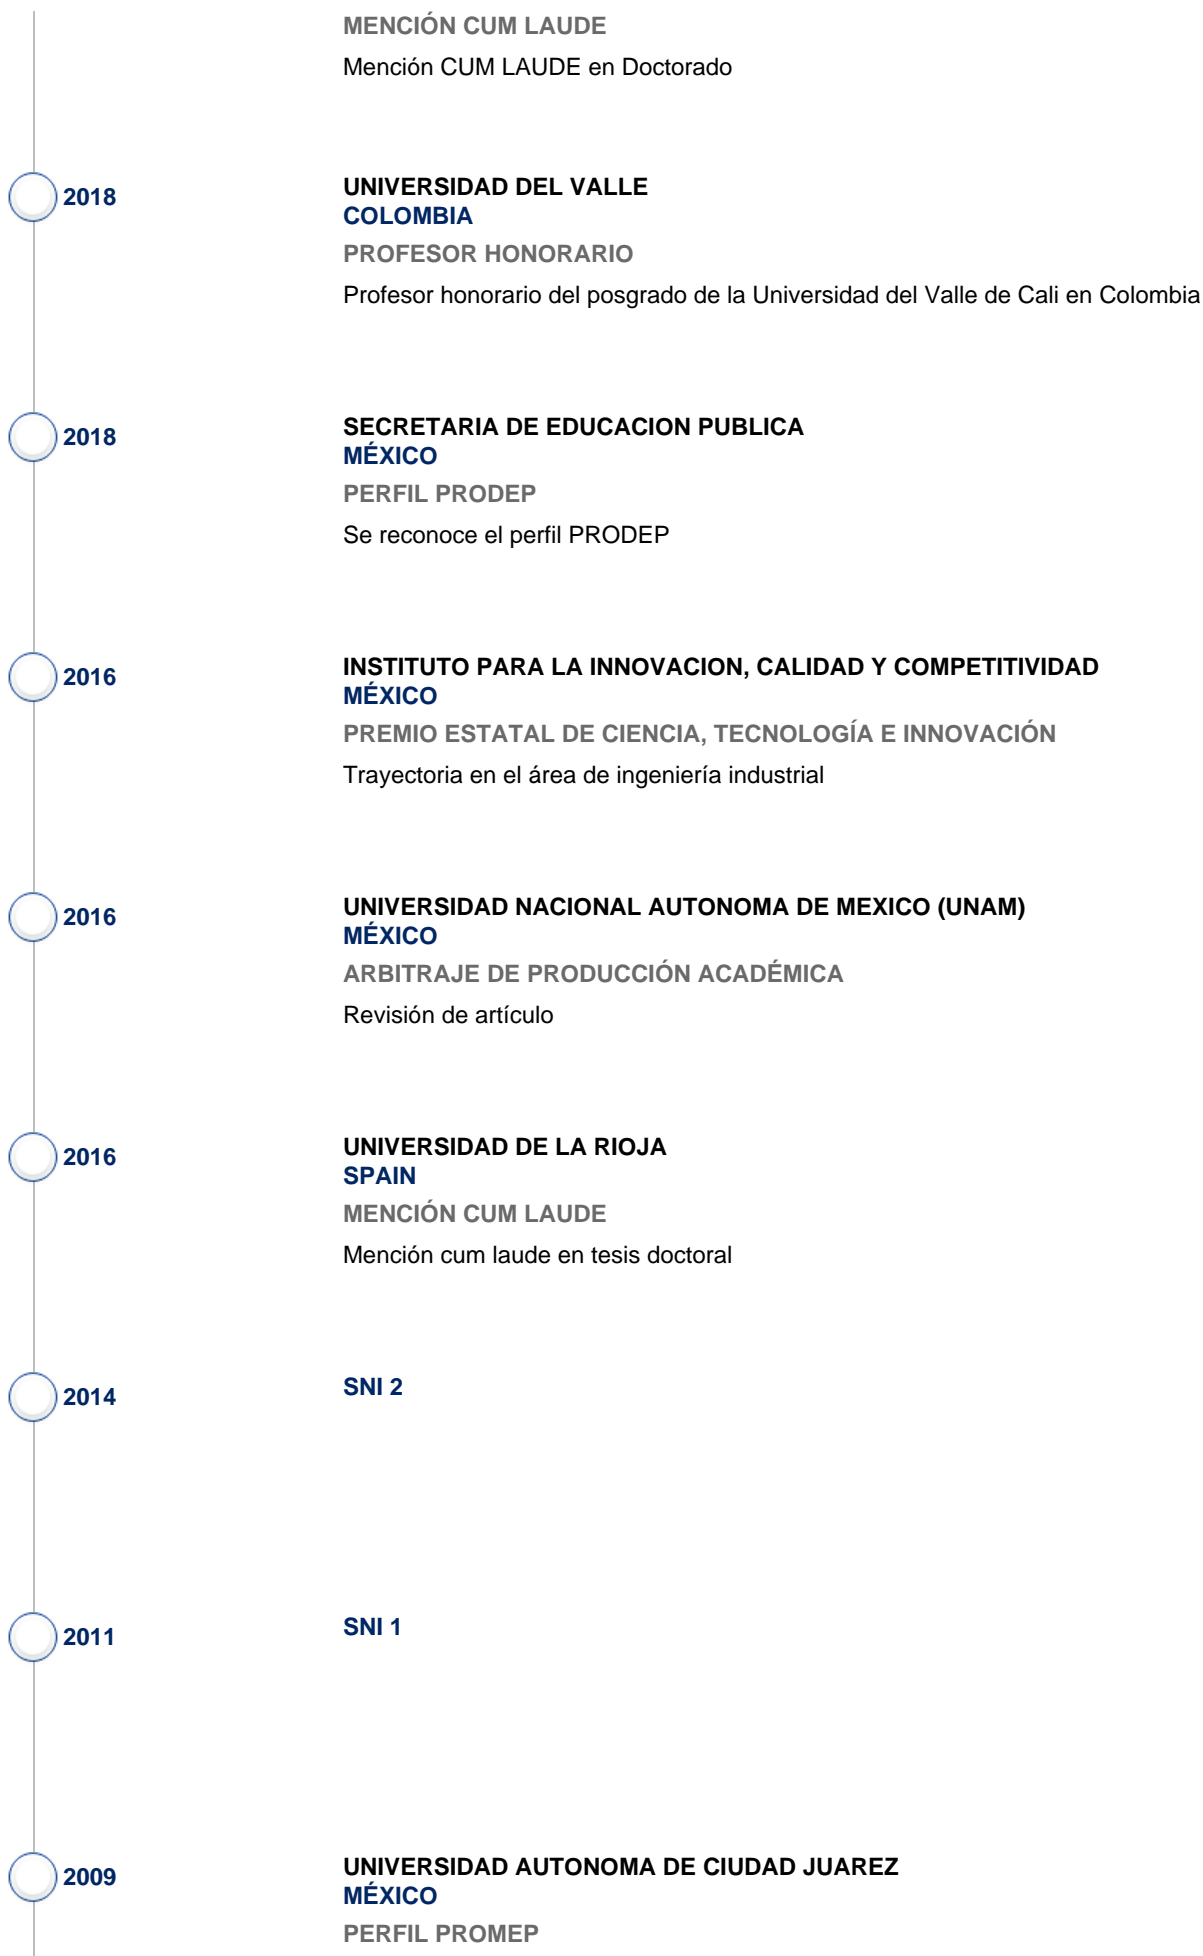 MENCIÓN CUM LAUDE
Mención CUM LAUDE en Doctorado
2018
UNIVERSIDAD DEL VALLE
COLOMBIA
PROFESOR HONORARIO
Profesor honorario del posgrado de la Universidad del Valle de Cali en Colombia
2018
SECRETARIA DE EDUCACION PUBLICA
MÉXICO
PERFIL PRODEP
Se reconoce el perfil PRODEP
2016
INSTITUTO PARA LA INNOVACION, CALIDAD Y COMPETITIVIDAD
MÉXICO
PREMIO ESTATAL DE CIENCIA, TECNOLOGÍA E INNOVACIÓN
Trayectoria en el área de ingeniería industrial
2016
UNIVERSIDAD NACIONAL AUTONOMA DE MEXICO (UNAM)
MÉXICO
ARBITRAJE DE PRODUCCIÓN ACADÉMICA
Revisión de artículo
2016
UNIVERSIDAD DE LA RIOJA
SPAIN
MENCIÓN CUM LAUDE
Mención cum laude en tesis doctoral
2014
SNI 2
2011
SNI 1
2009
UNIVERSIDAD AUTONOMA DE CIUDAD JUAREZ
MÉXICO
PERFIL PROMEP